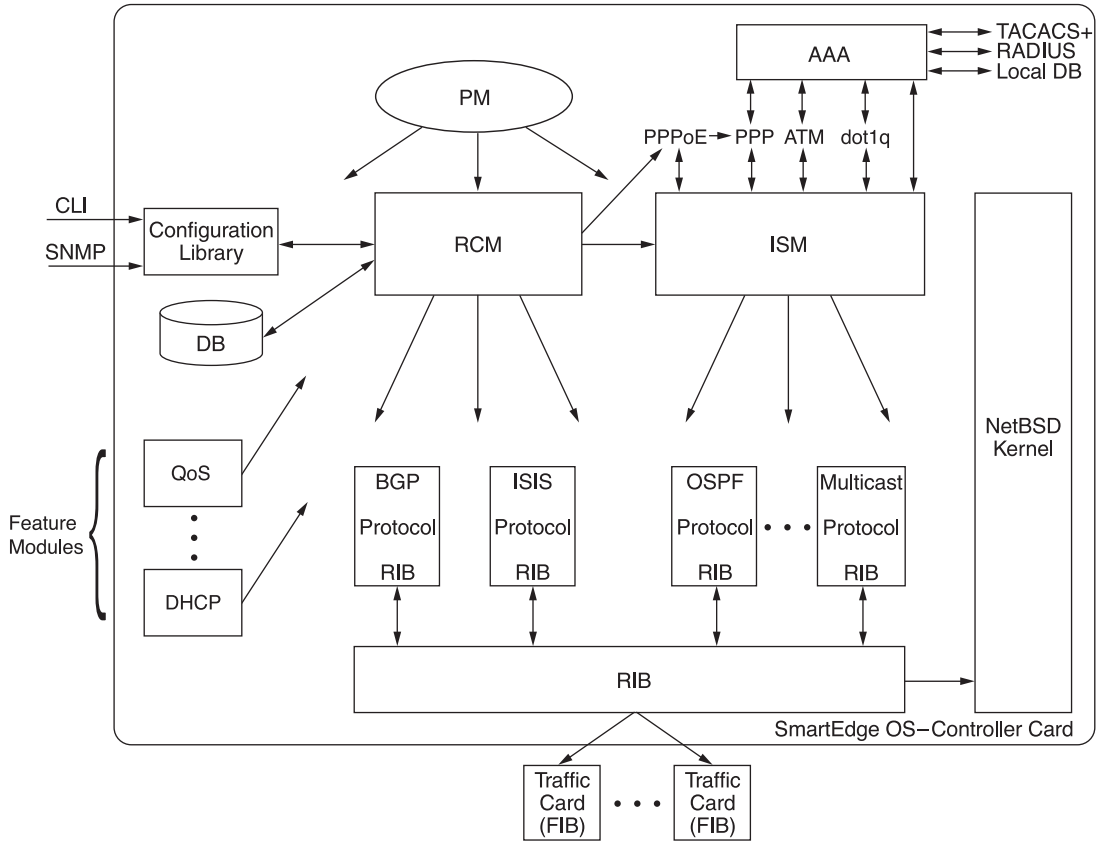 TACACS+
RADIUS
Local DB
AAA
PM
PPPoE
PPP
ATM
dot1q
CLI
SNMP
Configuration
Library
RCM
ISM
DB
NetBSD
Kernel
Feature
Modules
QoS
DHCP
BGP
Protocol
RIB
ISIS
Protocol
RIB
OSPF
Protocol
RIB
Multicast
Protocol
RIB
RIB
SmartEdge OS–Controller Card
Traffic
Card
(FIB)
Traffic
Card
(FIB)